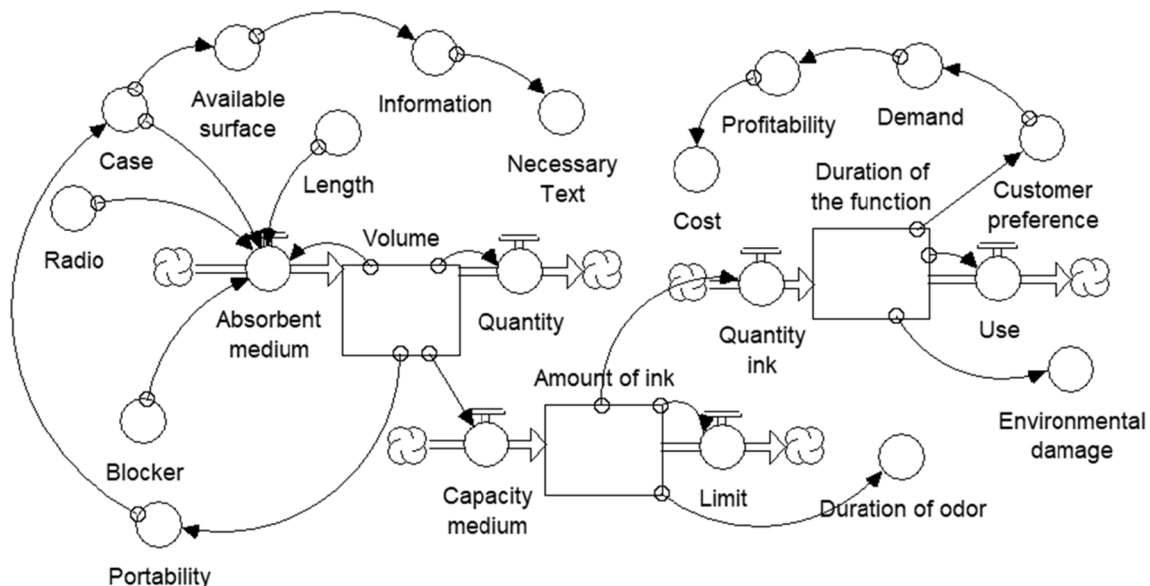 Available
surface
Information
Necessary
Text
Case
Length
Radio
Volume
Absorbent
medium
Quantity
Blocker
Portability
Capacity
medium
Amount of ink
Limit
Duration of odor
Profitability
Demand
Cost
Duration of
the function
Customer
preference
Quantity
ink
Use
Environmental
damage